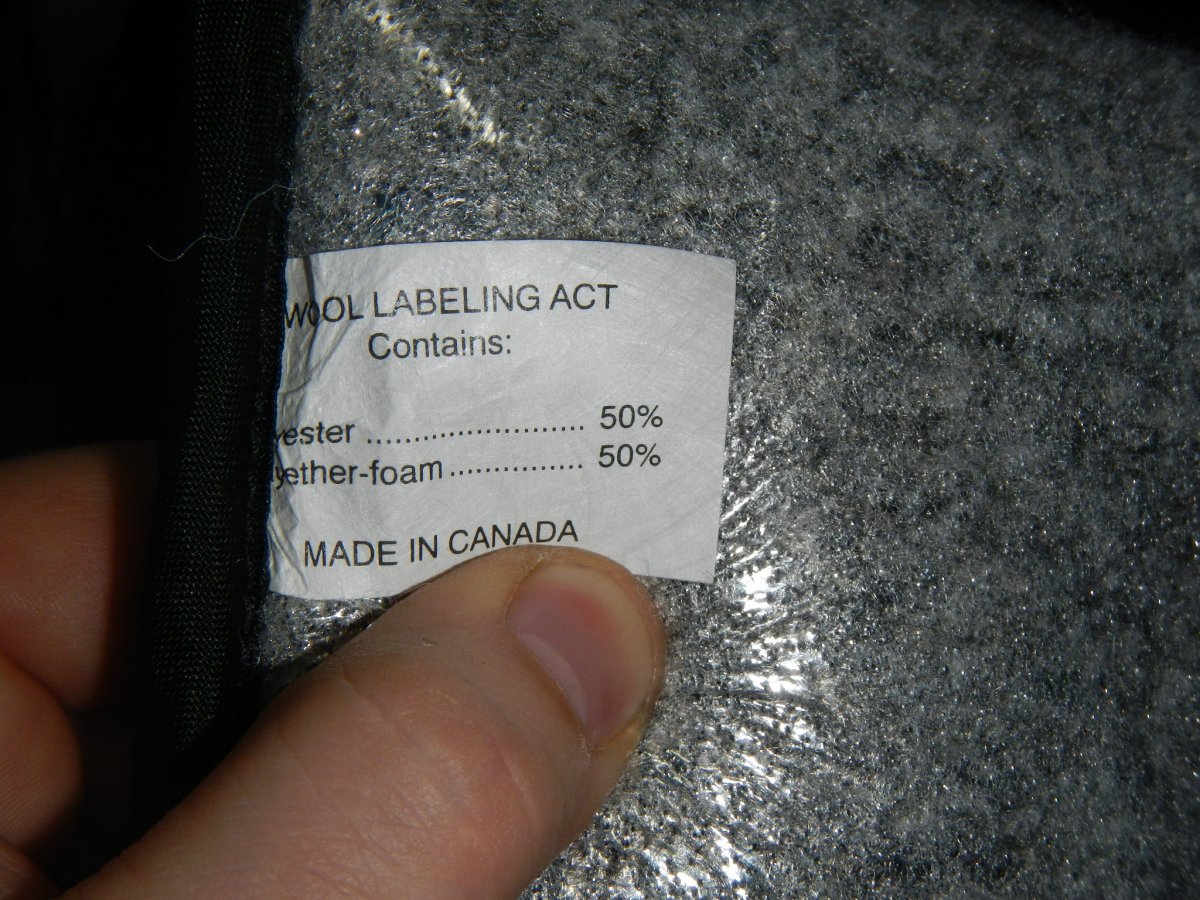 WOOL LABELING ACT
Contains:
yester ........................ 50%
yether-foam ............... 50%
MADE IN CANADA